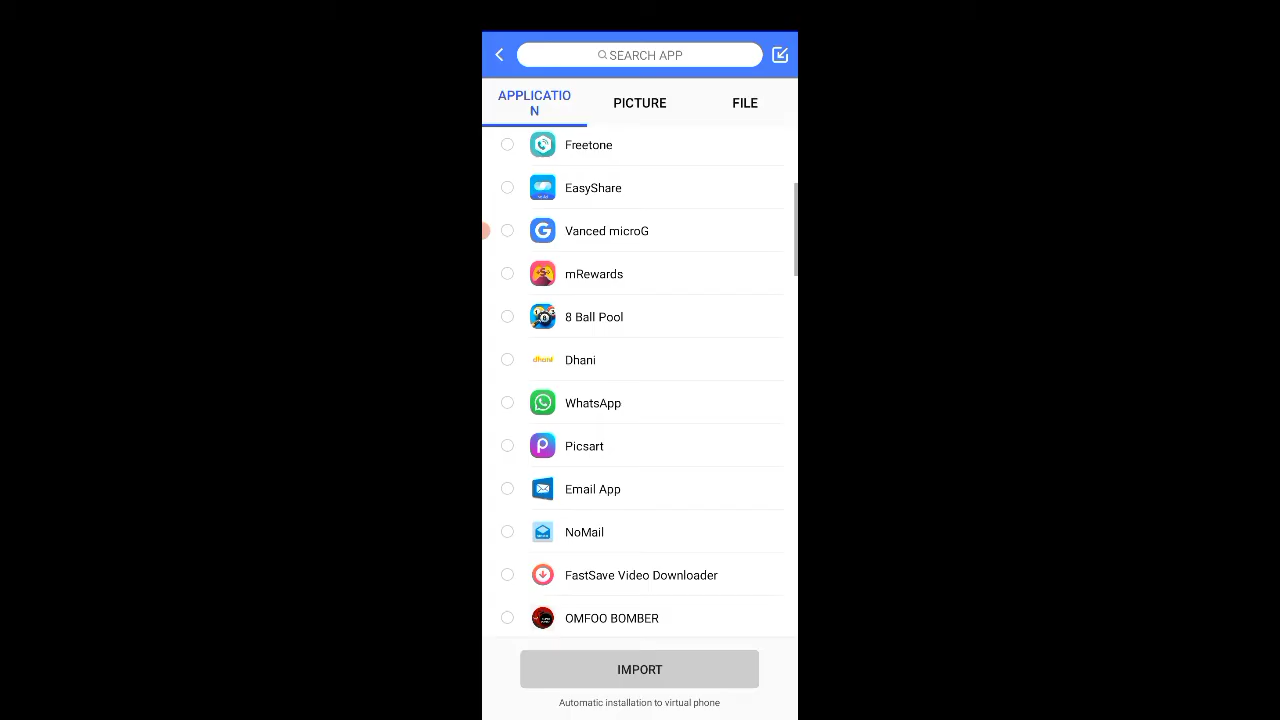 SEARCH APP
APPLICATIO
N
PICTURE
FILE
Freetone
EasyShare
Vanced microG
mRewards
8 Ball Pool
dhani
Dhani
WhatsApp
Picsart
Email App
NoMail
FastSave Video Downloader
OMFOO BOMBER
IMPORT
Automatic installation to virtual phone